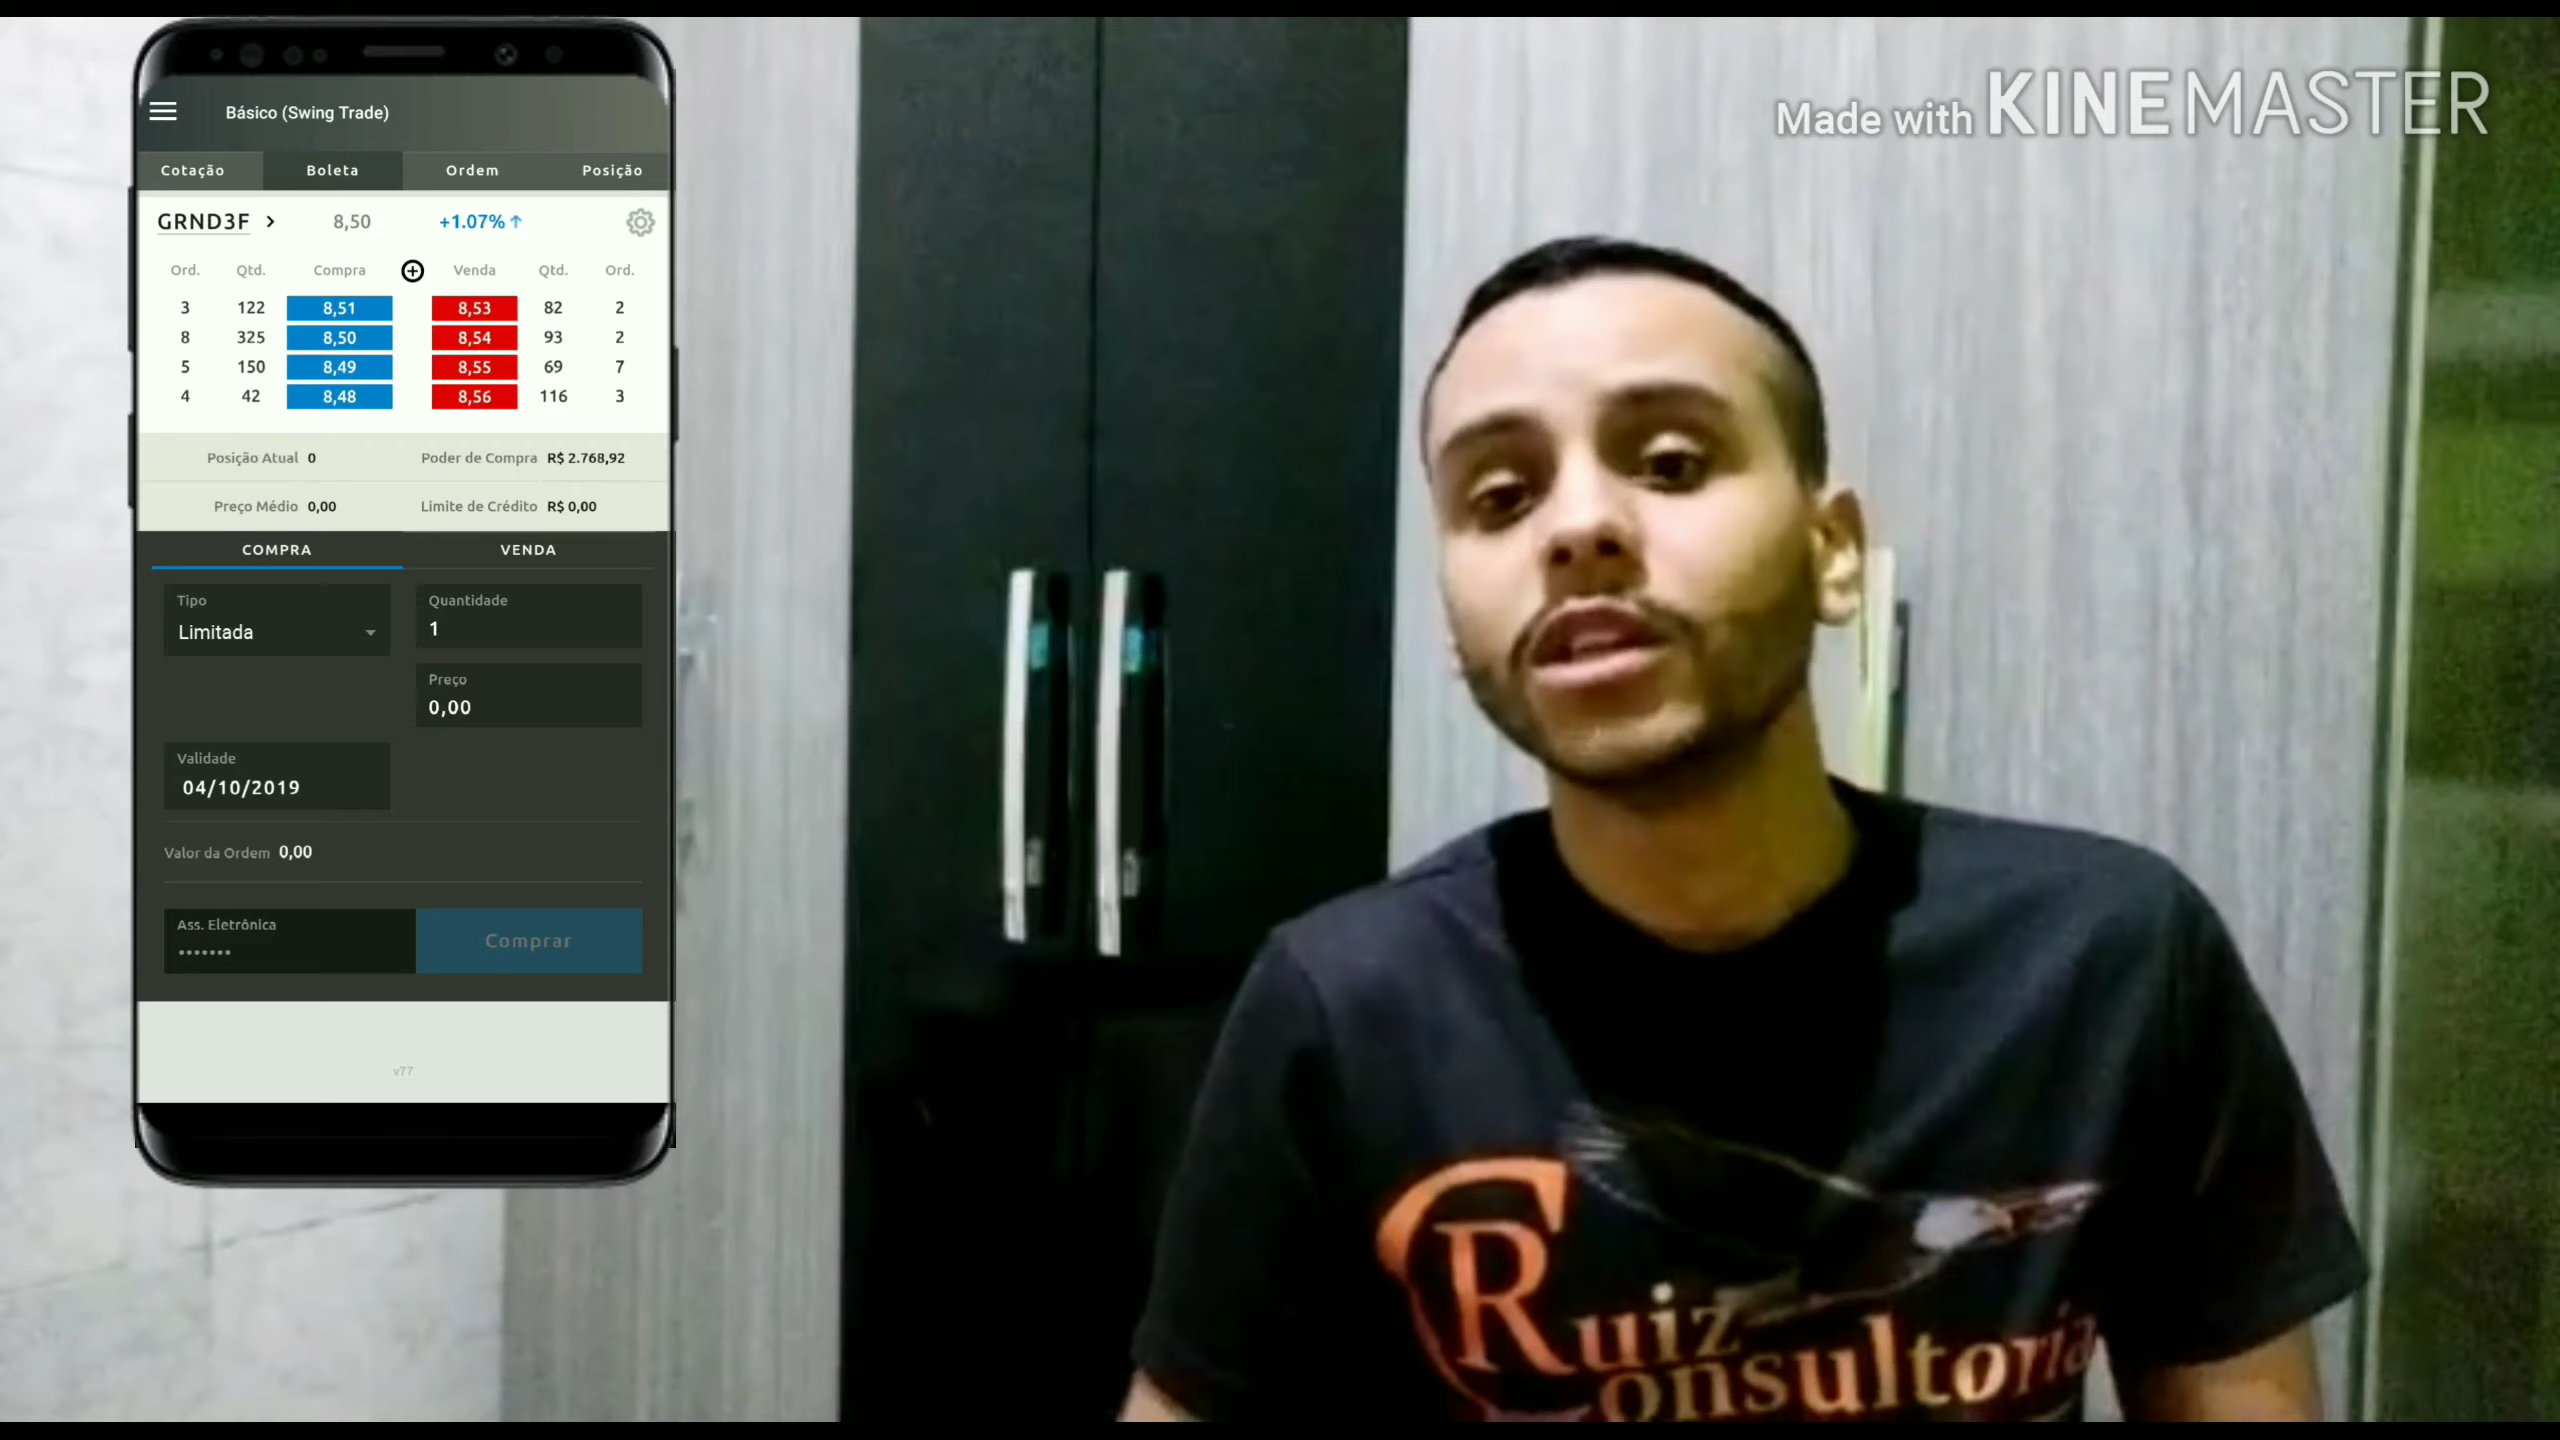 Made with KINEMASTER
Básico (Swing Trade)
Cotação Boleta Ordem Posição
GRND3F 8,50 +1.07%
Ord. Qtd. Compra Venda Qtd. Ord.
3 122 8,51 8,53 82 2
8 325 8,50 8,54 93 2
5 150 8,49 8,55 69 7
4 42 8,48 8,56 116 3
Posição Atual 0 Poder de Compra R$ 2.768,92
Preço Médio 0,00 Limite de Crédito R$ 0,00
COMPRA VENDA
Tipo Quantidade
Limitada 1
Preço
0,00
Validade
04/10/2019
Valor da Ordem 0,00
Ass. Eletrônica
•••••••
Comprar
v77
Ruiz
Consultoria